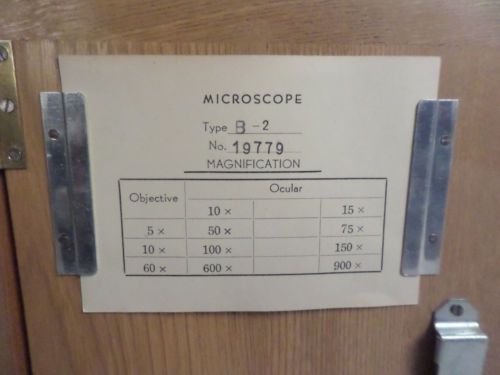 MICROSCOPE
Type B-2
No. 19779
MAGNIFICATION
Objective Ocular
10 × 15 ×
5 × 50 × 75 ×
10 × 100 × 150 ×
60 × 600 × 900 ×